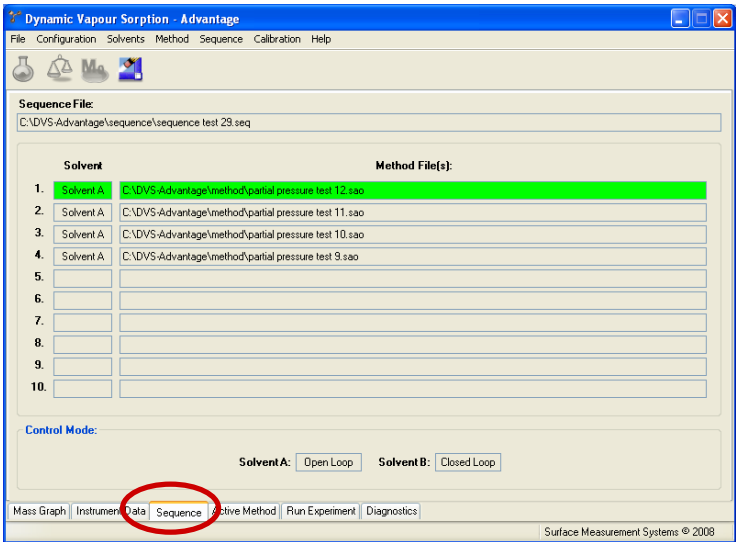 Dynamic Vapour Sorption - Advantage
File Configuration Solvents Method Sequence Calibration Help
Sequence File:
C:\DVS-Advantage\sequence\sequence test 29.seq
Solvent Method File(s):
1. Solvent A C:\DVS-Advantage\method\partial pressure test 12.sao
2. Solvent A C:\DVS-Advantage\method\partial pressure test 11.sao
3. Solvent A C:\DVS-Advantage\method\partial pressure test 10.sao
4. Solvent A C:\DVS-Advantage\method\partial pressure test 9.sao
5.
6.
7.
8.
9.
10.
Control Mode:
Solvent A: Open Loop Solvent B: Closed Loop
Mass Graph Instrument Data Sequence Active Method Run Experiment Diagnostics
Surface Measurement Systems © 2008